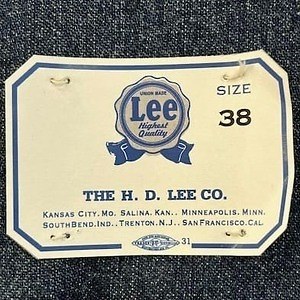 UNION MADE
Lee
Highest
Quality
SIZE
38
THE H. D. LEE CO.
KANSAS CITY, MO. SALINA, KAN.. MINNEAPOLIS, MINN.
SOUTH BEND, IND.. TRENTON, N.J.. SAN FRANCISCO, CAL.
31